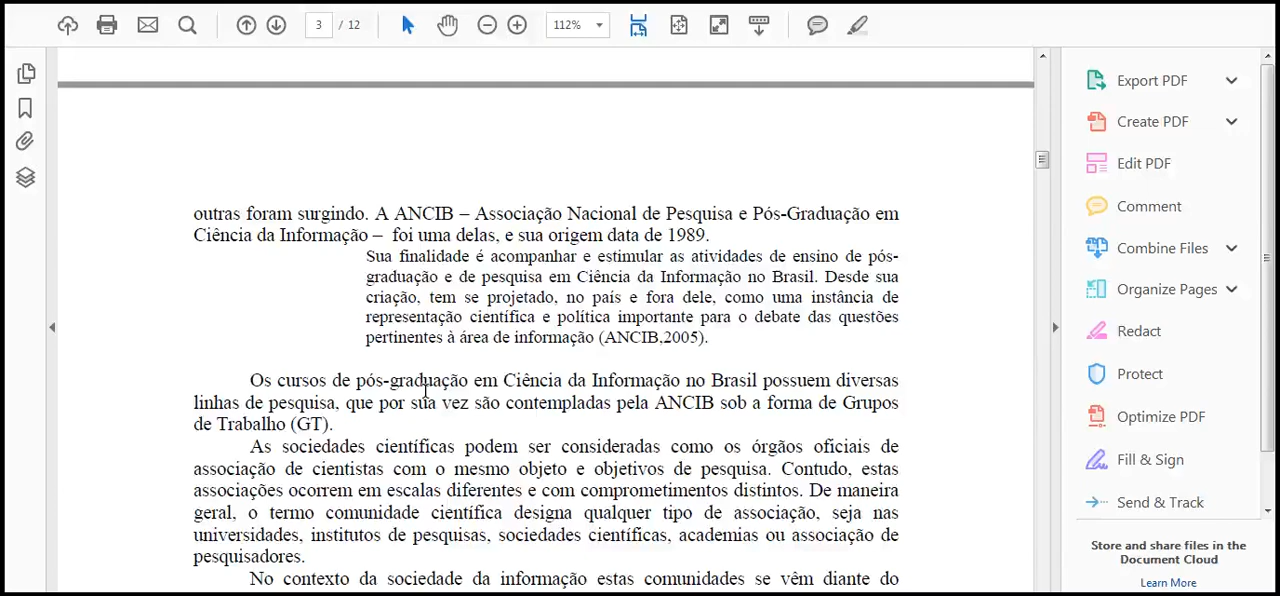 3 / 12
112%
outras foram surgindo. A ANCIB – Associação Nacional de Pesquisa e Pós-Graduação em
Ciência da Informação – foi uma delas, e sua origem data de 1989.
Sua finalidade é acompanhar e estimular as atividades de ensino de pós-
graduação e de pesquisa em Ciência da Informação no Brasil. Desde sua
criação, tem se projetado, no país e fora dele, como uma instância de
representação científica e política importante para o debate das questões
pertinentes à área de informação (ANCIB,2005).
Os cursos de pós-graduação em Ciência da Informação no Brasil possuem diversas
linhas de pesquisa, que por sua vez são contempladas pela ANCIB sob a forma de Grupos
de Trabalho (GT).
As sociedades científicas podem ser consideradas como os órgãos oficiais de
associação de cientistas com o mesmo objeto e objetivos de pesquisa. Contudo, estas
associações ocorrem em escalas diferentes e com comprometimentos distintos. De maneira
geral, o termo comunidade científica designa qualquer tipo de associação, seja nas
universidades, institutos de pesquisas, sociedades científicas, academias ou associação de
pesquisadores.
No contexto da sociedade da informação estas comunidades se vêm diante do
Export PDF
Create PDF
Edit PDF
Comment
Combine Files
Organize Pages
Redact
Protect
Optimize PDF
Fill & Sign
Send & Track
Store and share files in the
Document Cloud
Learn More